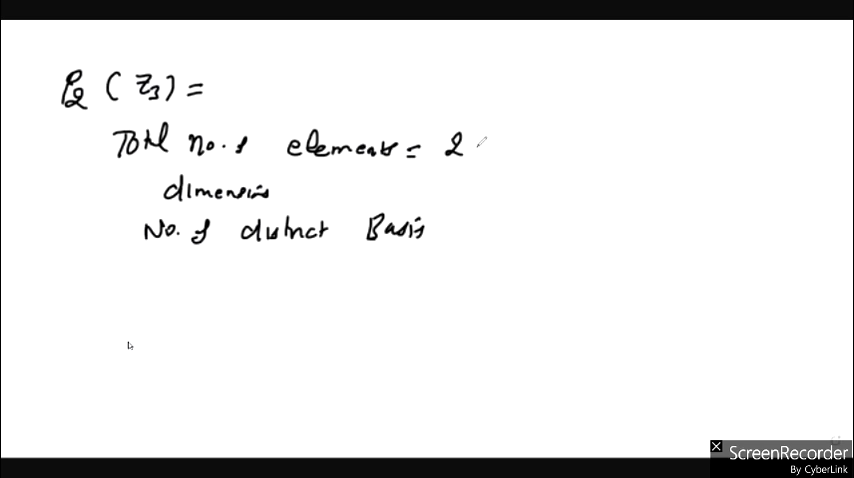 P2 ( Z3) =
Total no. of elements = 2
dimension
No. of distinct Basis
ScreenRecorder
By CyberLink